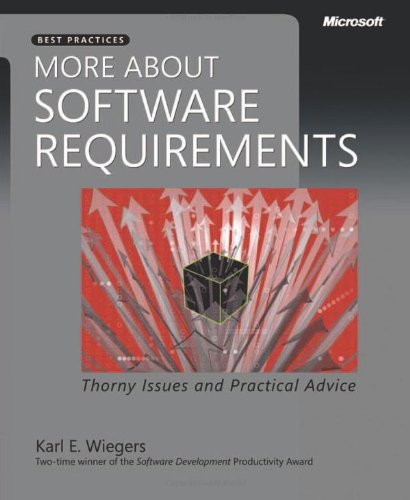 Microsoft
BEST PRACTICES
MORE ABOUT
SOFTWARE
REQUIREMENTS
Thorny Issues and Practical Advice
Karl E. Wiegers
Two-time winner of the Software Development Productivity Award